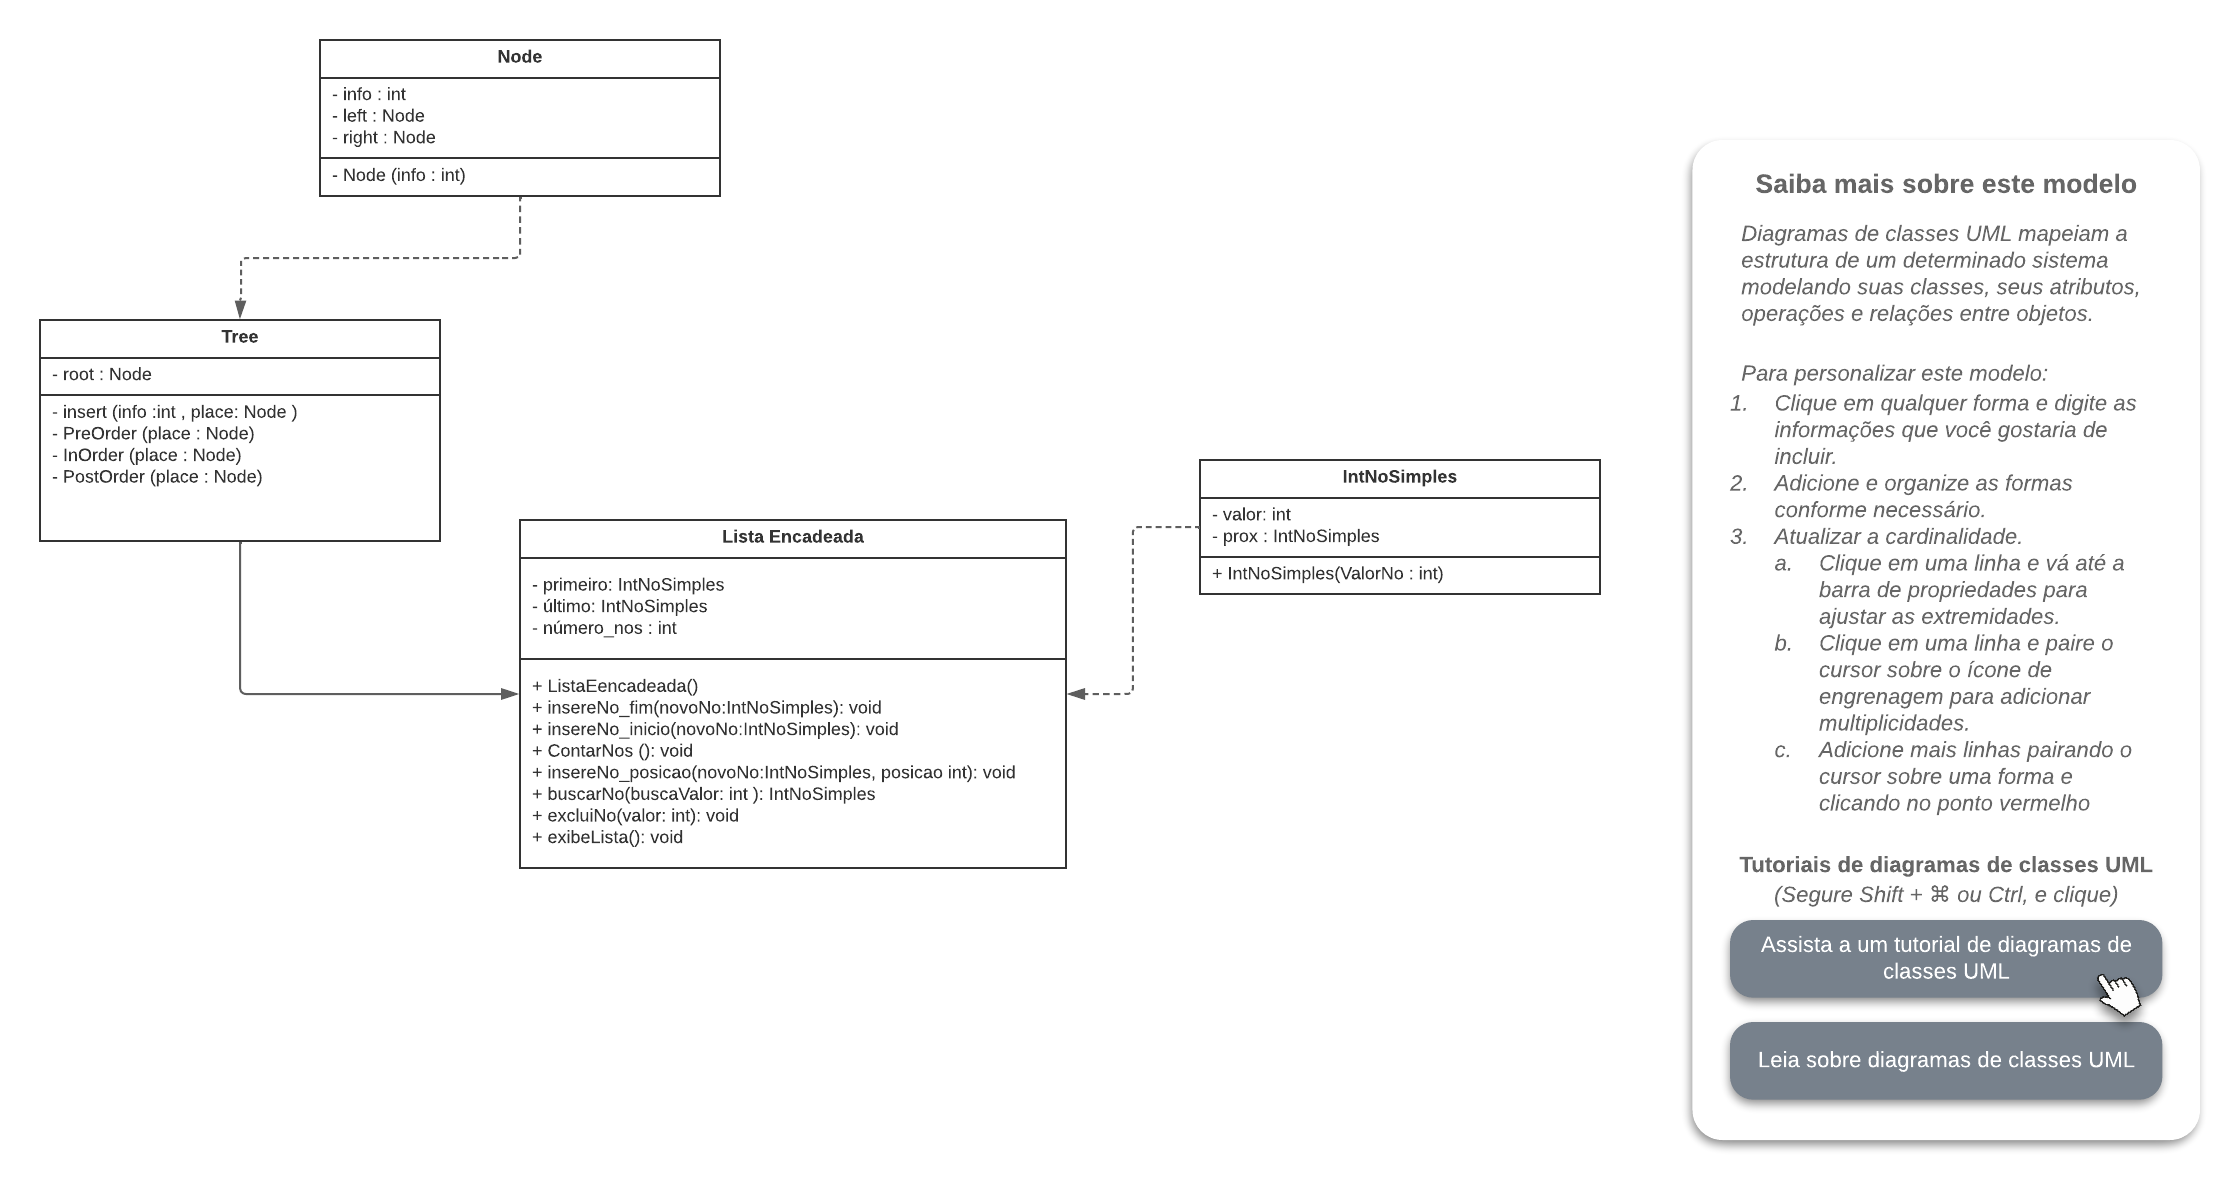 Node
- info : int
- left : Node
- right : Node
- Node (info : int)
Tree
- root : Node
- insert (info :int , place: Node )
- PreOrder (place : Node)
- InOrder (place : Node)
- PostOrder (place : Node)
Lista Encadeada
- primeiro: IntNoSimples
- último: IntNoSimples
- número_nos : int
+ ListaEencadeada()
+ insereNo_fim(novoNo:IntNoSimples): void
+ insereNo_inicio(novoNo:IntNoSimples): void
+ ContarNos (): void
+ insereNo_posicao(novoNo:IntNoSimples, posicao int): void
+ buscarNo(buscaValor: int ): IntNoSimples
+ excluiNo(valor: int): void
+ exibeLista(): void
IntNoSimples
- valor: int
- prox : IntNoSimples
+ IntNoSimples(ValorNo : int)
Saiba mais sobre este modelo
Diagramas de classes UML mapeiam a
estrutura de um determinado sistema
modelando suas classes, seus atributos,
operações e relações entre objetos.
Para personalizar este modelo:
1. Clique em qualquer forma e digite as
informações que você gostaria de
incluir.
2. Adicione e organize as formas
conforme necessário.
3. Atualizar a cardinalidade.
a. Clique em uma linha e vá até a
barra de propriedades para
ajustar as extremidades.
b. Clique em uma linha e paire o
cursor sobre o ícone de
engrenagem para adicionar
multiplicidades.
c. Adicione mais linhas pairando o
cursor sobre uma forma e
clicando no ponto vermelho
Tutoriais de diagramas de classes UML
(Segure Shift + ⌘ ou Ctrl, e clique)
Assista a um tutorial de diagramas de
classes UML
Leia sobre diagramas de classes UML